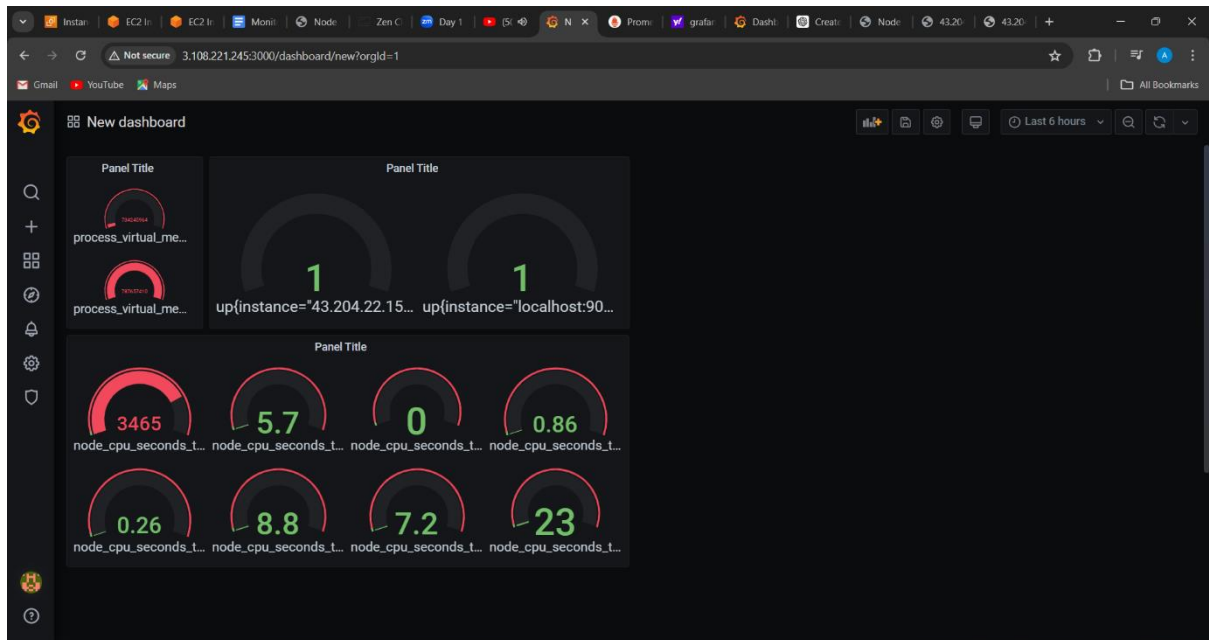 Instan
EC2 In
EC2 In
Monit
Node
Zen C
zm
Day 1
(5(
N
Prom
grafan
Dashb
Create
Node
43.20
43.20
Not secure 3.108.221.245:3000/dashboard/new?orgId=1
A
Gmail YouTube Maps
All Bookmarks
New dashboard
Last 6 hours
Panel Title
process_virtual_me...
process_virtual_me...
Panel Title
1 1
up{instance="43.204.22.15... up{instance="localhost:90...
Panel Title
3465 5.7 0 0.86
node_cpu_seconds_t... node_cpu_seconds_t... node_cpu_seconds_t... node_cpu_seconds_t...
0.26 8.8 7.2 23
node_cpu_seconds_t... node_cpu_seconds_t... node_cpu_seconds_t... node_cpu_seconds_t...